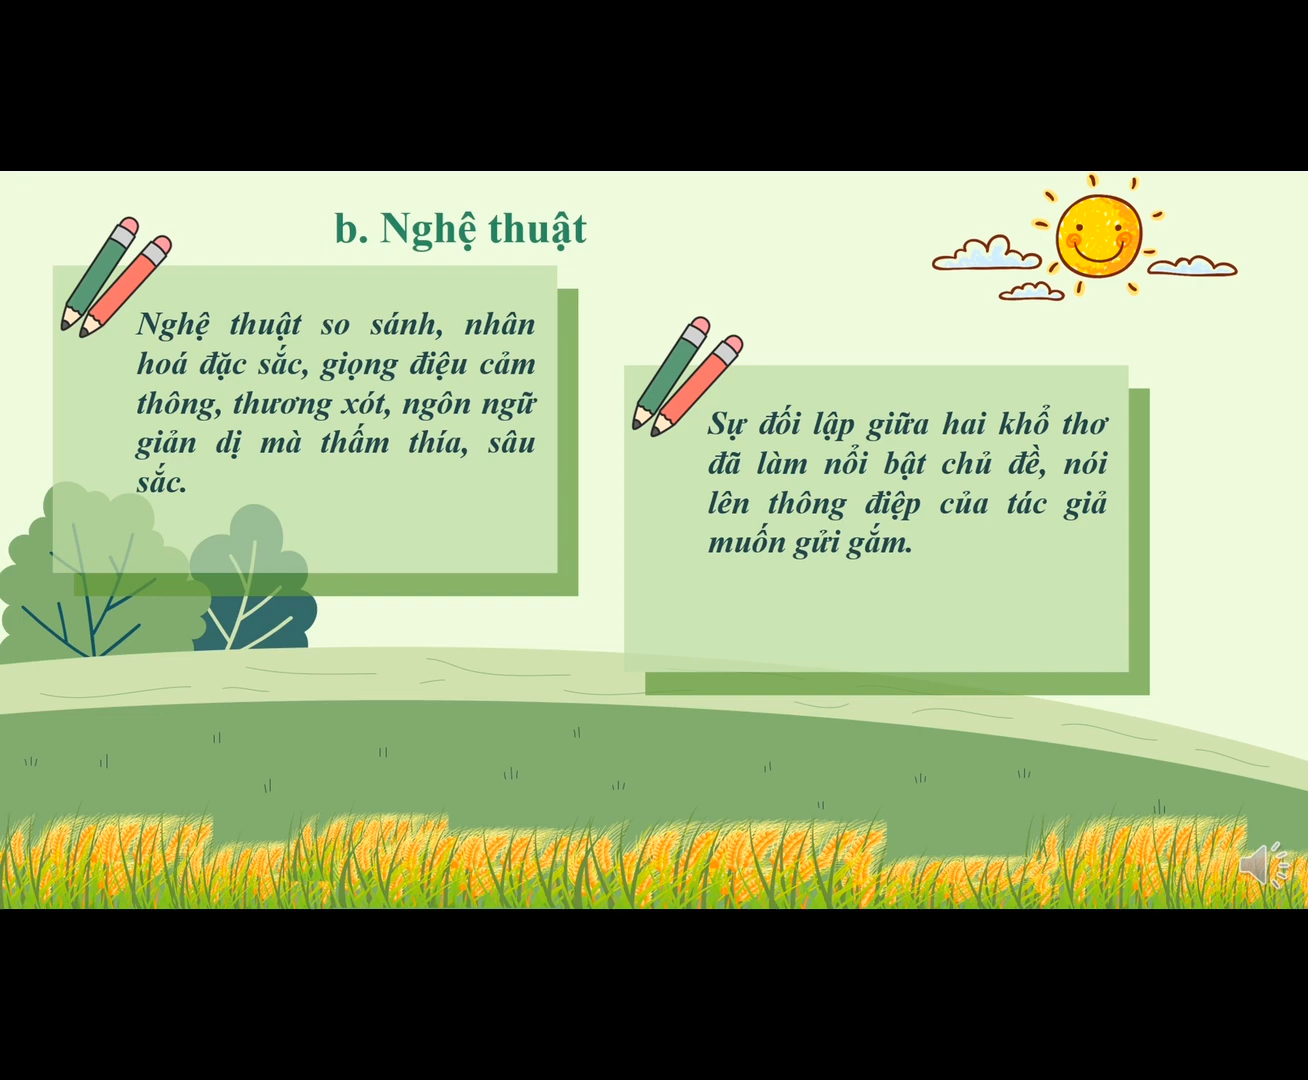 b. Nghệ thuật
Nghệ thuật so sánh, nhân
hoá đặc sắc, giọng điệu cảm
thông, thương xót, ngôn ngữ
giản dị mà thấm thía, sâu
sắc.
Sự đối lập giữa hai khổ thơ
đã làm nổi bật chủ đề, nói
lên thông điệp của tác giả
muốn gửi gắm.